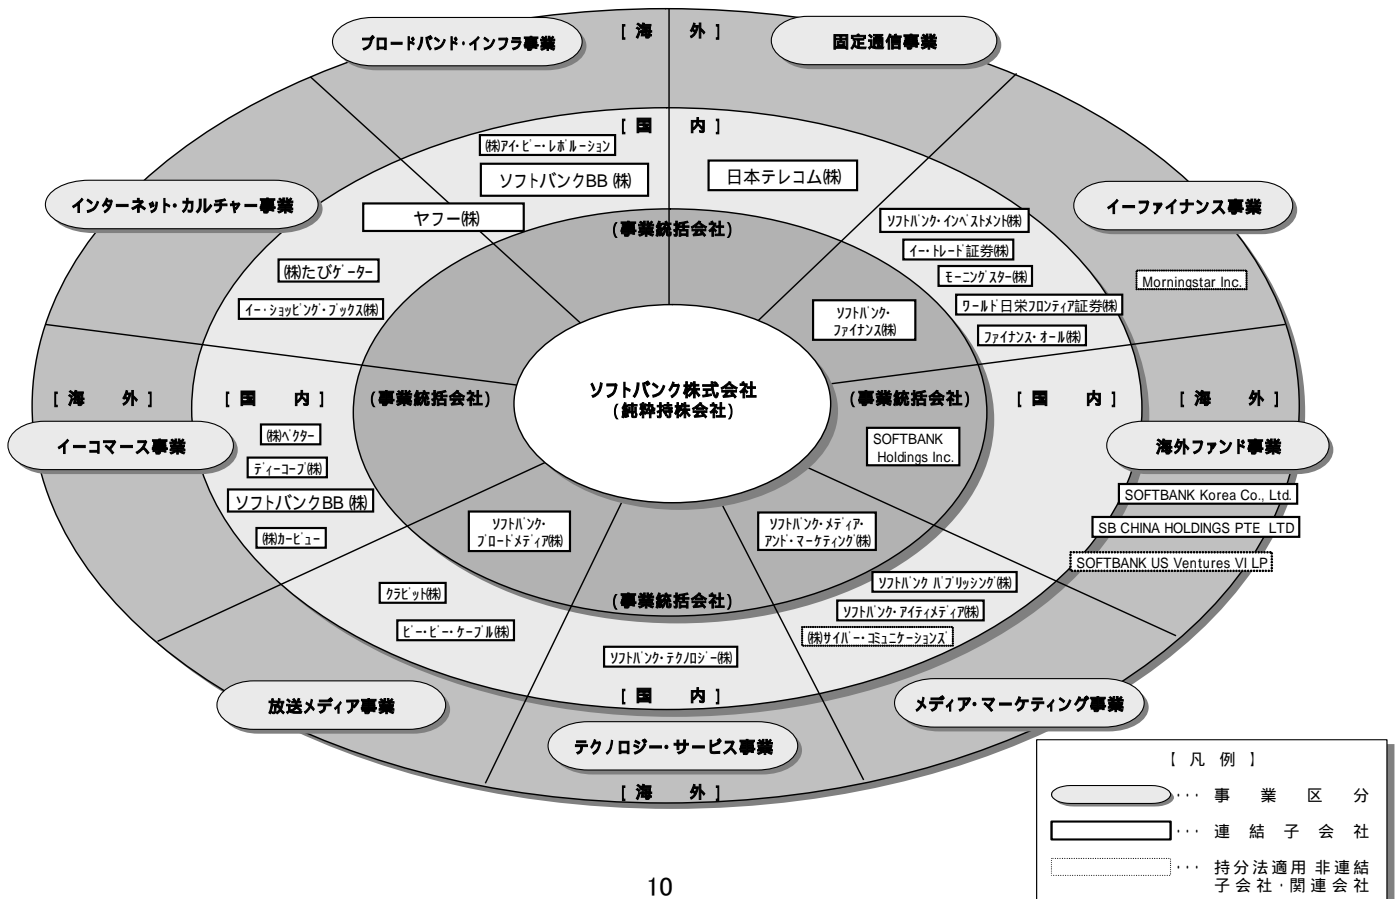 [ 海 外 ]
ブロードバンド・インフラ事業
固定通信事業
[ 国 内 ]
㈱アイ・ピー・レボルーション
ソフトバンクBB ㈱
日本テレコム㈱
インターネット・カルチャー事業
イーファイナンス事業
ヤフー㈱
(事業統括会社)
ソフトバンク・インベストメント㈱
イー・トレード証券㈱
モーニングスター㈱
ワールド日栄フロンティア証券㈱
ファイナンス・オール㈱
Morningstar Inc.
㈱たびゲーター
イー・ショッピング・ブックス㈱
ソフトバンク・
ファイナンス㈱
[ 海 外 ]
[ 国 内 ]
(事業統括会社)
ソフトバンク株式会社
(純粋持株会社)
(事業統括会社)
[ 国 内 ]
[ 海 外 ]
イーコマース事業
㈱ベクター
ディーコープ㈱
ソフトバンクBB ㈱
㈱カービュー
SOFTBANK
Holdings Inc.
海外ファンド事業
SOFTBANK Korea Co., Ltd.
SB CHINA HOLDINGS PTE LTD
SOFTBANK US Ventures VI LP
ソフトバンク・
ブロードメディア㈱
ソフトバンク・メディア・
アンド・マーケティング㈱
クラビット㈱
ビー・ビー・ケーブル㈱
(事業統括会社)
ソフトバンク パブリッシング㈱
ソフトバンク・アイティメディア㈱
㈱サイバー・コミュニケーションズ
ソフトバンク・テクノロジー㈱
[ 国 内 ]
放送メディア事業
テクノロジー・サービス事業
メディア・マーケティング事業
[ 海 外 ]
[ 凡 例 ]
･･･ 事 業 区 分
･･･ 連 結 子 会 社
･･･ 持分法適用 非連結
子会社・関連会社
10